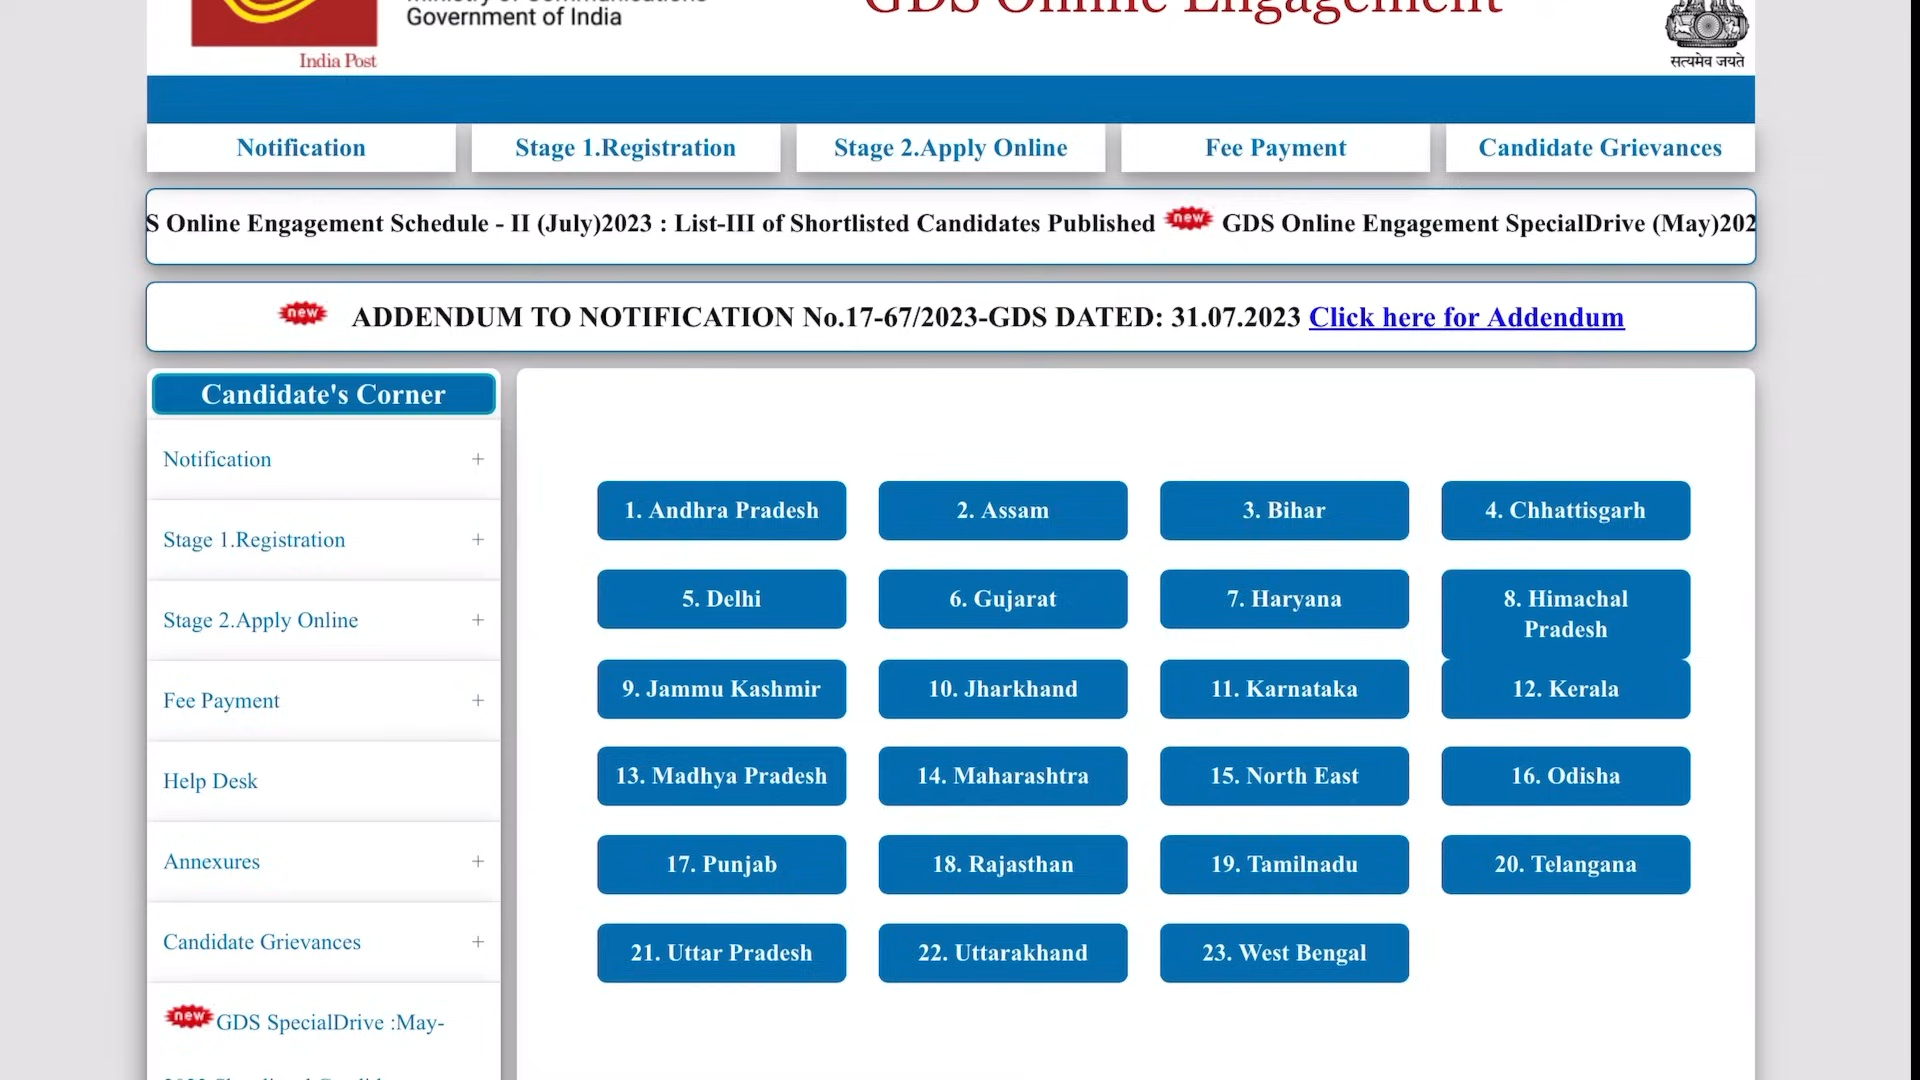 Government of India
GDS Online Engagement
India Post
सत्यमेव जयते
Notification
Stage 1.Registration
Stage 2.Apply Online
Fee Payment
Candidate Grievances
S Online Engagement Schedule - II (July)2023 : List-III of Shortlisted Candidates Published new GDS Online Engagement SpecialDrive (May)202
new ADDENDUM TO NOTIFICATION No.17-67/2023-GDS DATED: 31.07.2023 Click here for Addendum
Candidate's Corner
Notification +
Stage 1.Registration +
Stage 2.Apply Online +
Fee Payment +
Help Desk
Annexures +
Candidate Grievances +
new GDS SpecialDrive :May-
1. Andhra Pradesh
2. Assam
3. Bihar
4. Chhattisgarh
5. Delhi
6. Gujarat
7. Haryana
8. Himachal
Pradesh
9. Jammu Kashmir
10. Jharkhand
11. Karnataka
12. Kerala
13. Madhya Pradesh
14. Maharashtra
15. North East
16. Odisha
17. Punjab
18. Rajasthan
19. Tamilnadu
20. Telangana
21. Uttar Pradesh
22. Uttarakhand
23. West Bengal